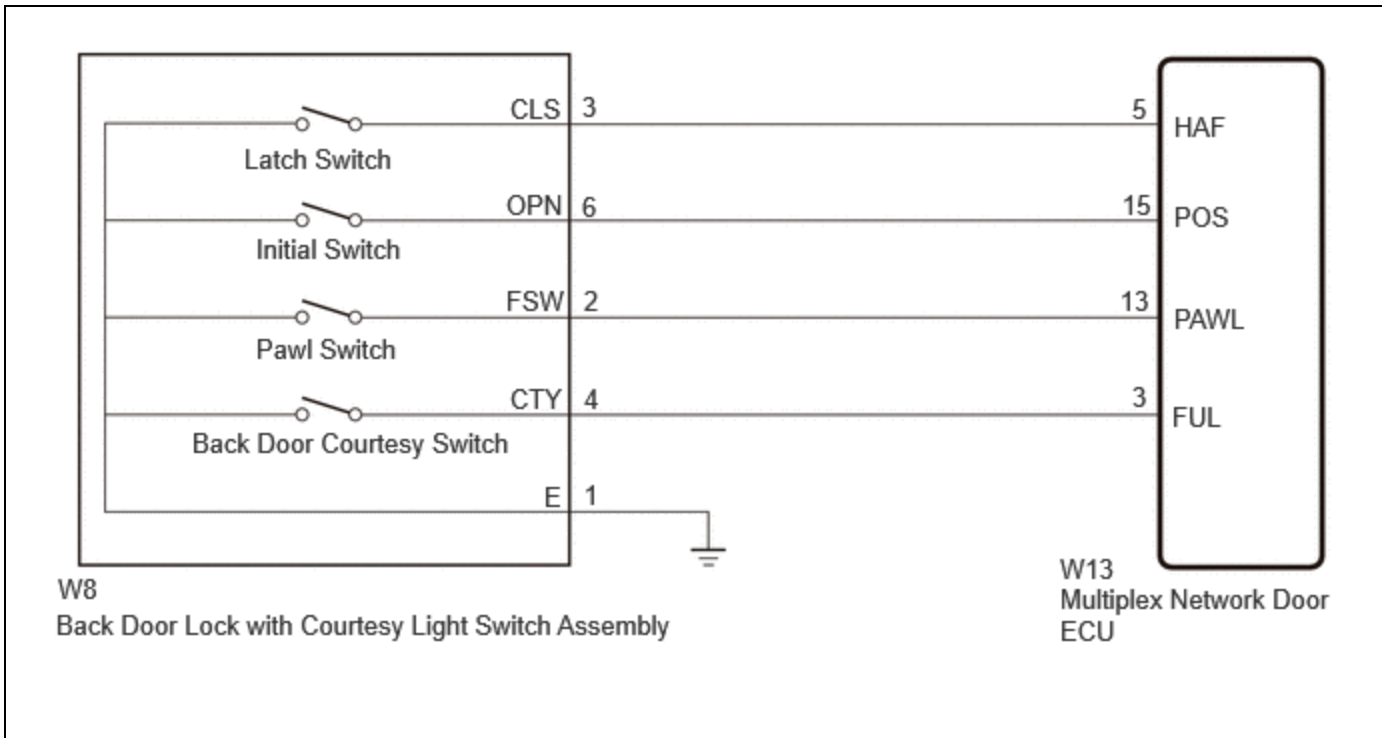 CLS 3 5 HAF
Latch Switch
OPN 6 15 POS
Initial Switch
FSW 2 13 PAWL
Pawl Switch
CTY 4 3 FUL
Back Door Courtesy Switch
E 1
W8
Back Door Lock with Courtesy Light Switch Assembly
W13
Multiplex Network Door
ECU